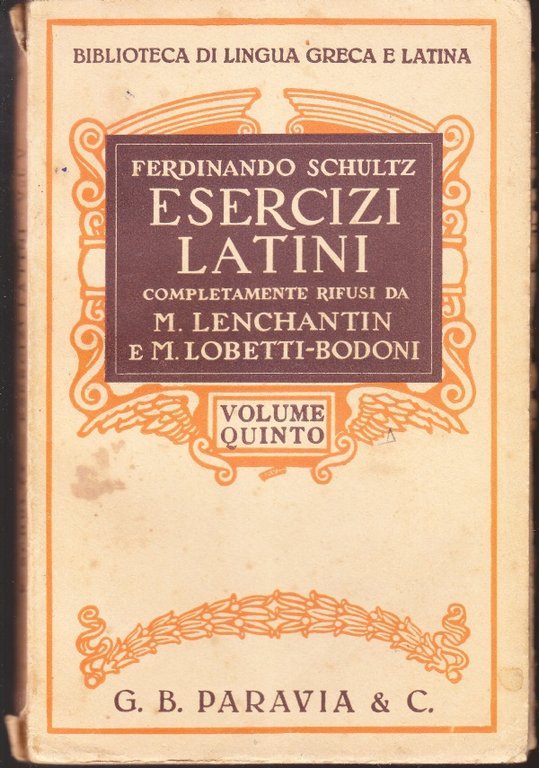 BIBLIOTECA DI LINGUA GRECA E LATINA
FERDINANDO SCHULTZ
ESERCIZI
LATINI
COMPLETAMENTE RIFUSI DA
M. LENCHANTIN
E M. LOBETTI-BODONI
VOLUME
QUINTO
G. B. PARAVIA & C.